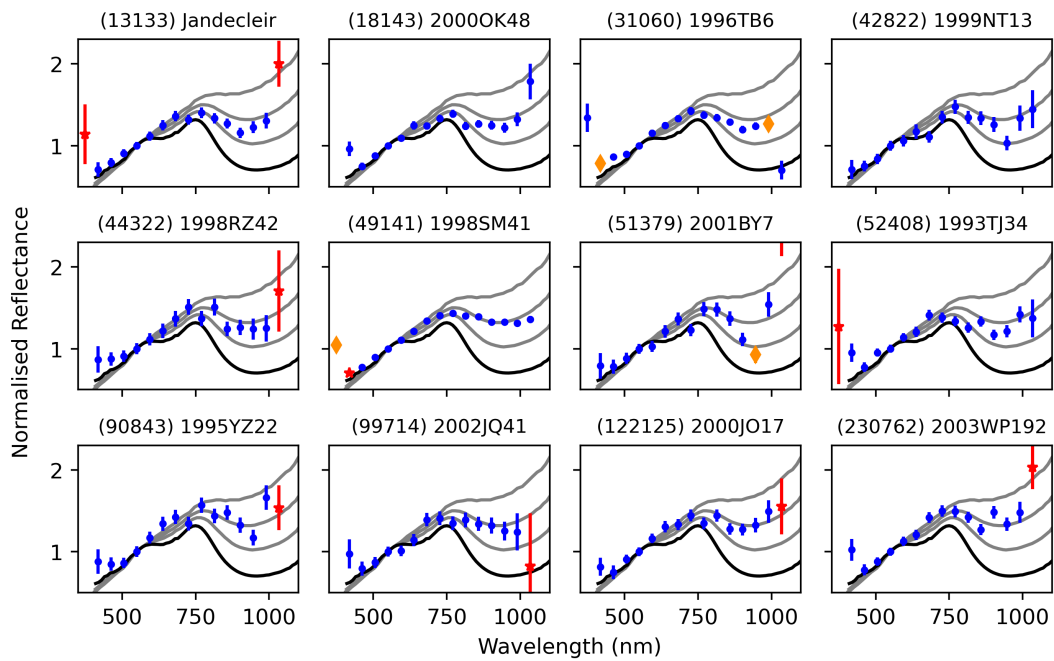 (13133) Jandecleir
(18143) 2000OK48
(31060) 1996TB6
(42822) 1999NT13
2
1
(44322) 1998RZ42
(49141) 1998SM41
(51379) 2001BY7
(52408) 1993TJ34
2
1
Normalised Reflectance
(90843) 1995YZ22
(99714) 2002JQ41
(122125) 2000JO17
(230762) 2003WP192
2
1
500 750 1000
500 750 1000
500 750 1000
500 750 1000
Wavelength (nm)